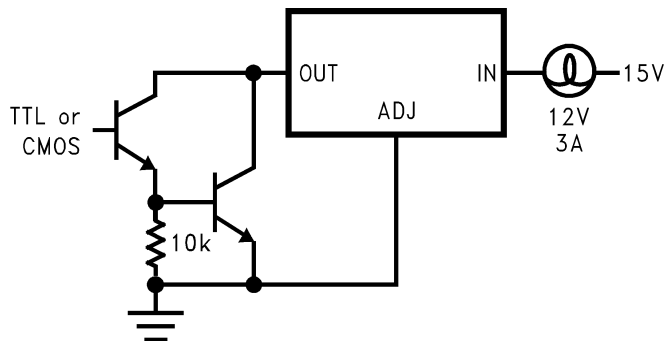 OUT
IN
15V
ADJ
12V
3A
TTL or
CMOS
10k